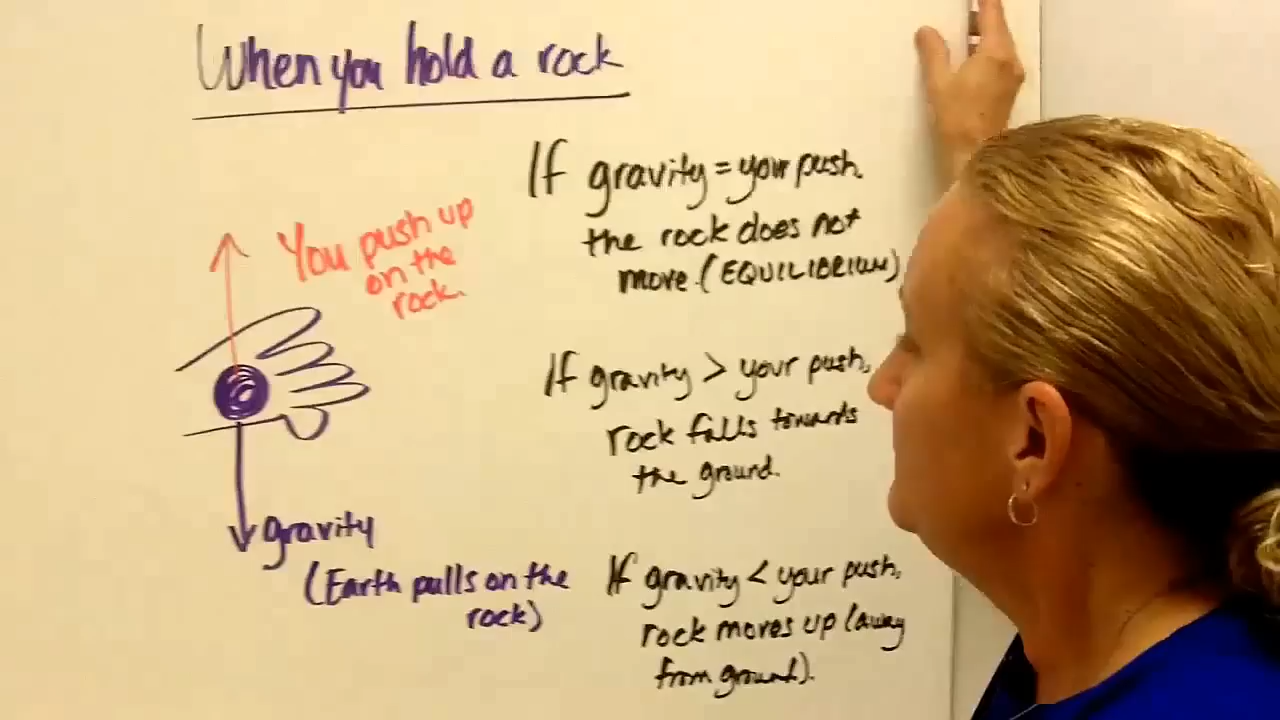 When you hold a rock
You push up
on the
rock.
gravity
(Earth pulls on the
rock)
If gravity = your push.
the rock does not
move. (EQUILIBRIUM)
If gravity > your push,
rock falls towards
the ground.
If gravity < your push,
rock moves up (away
from ground).